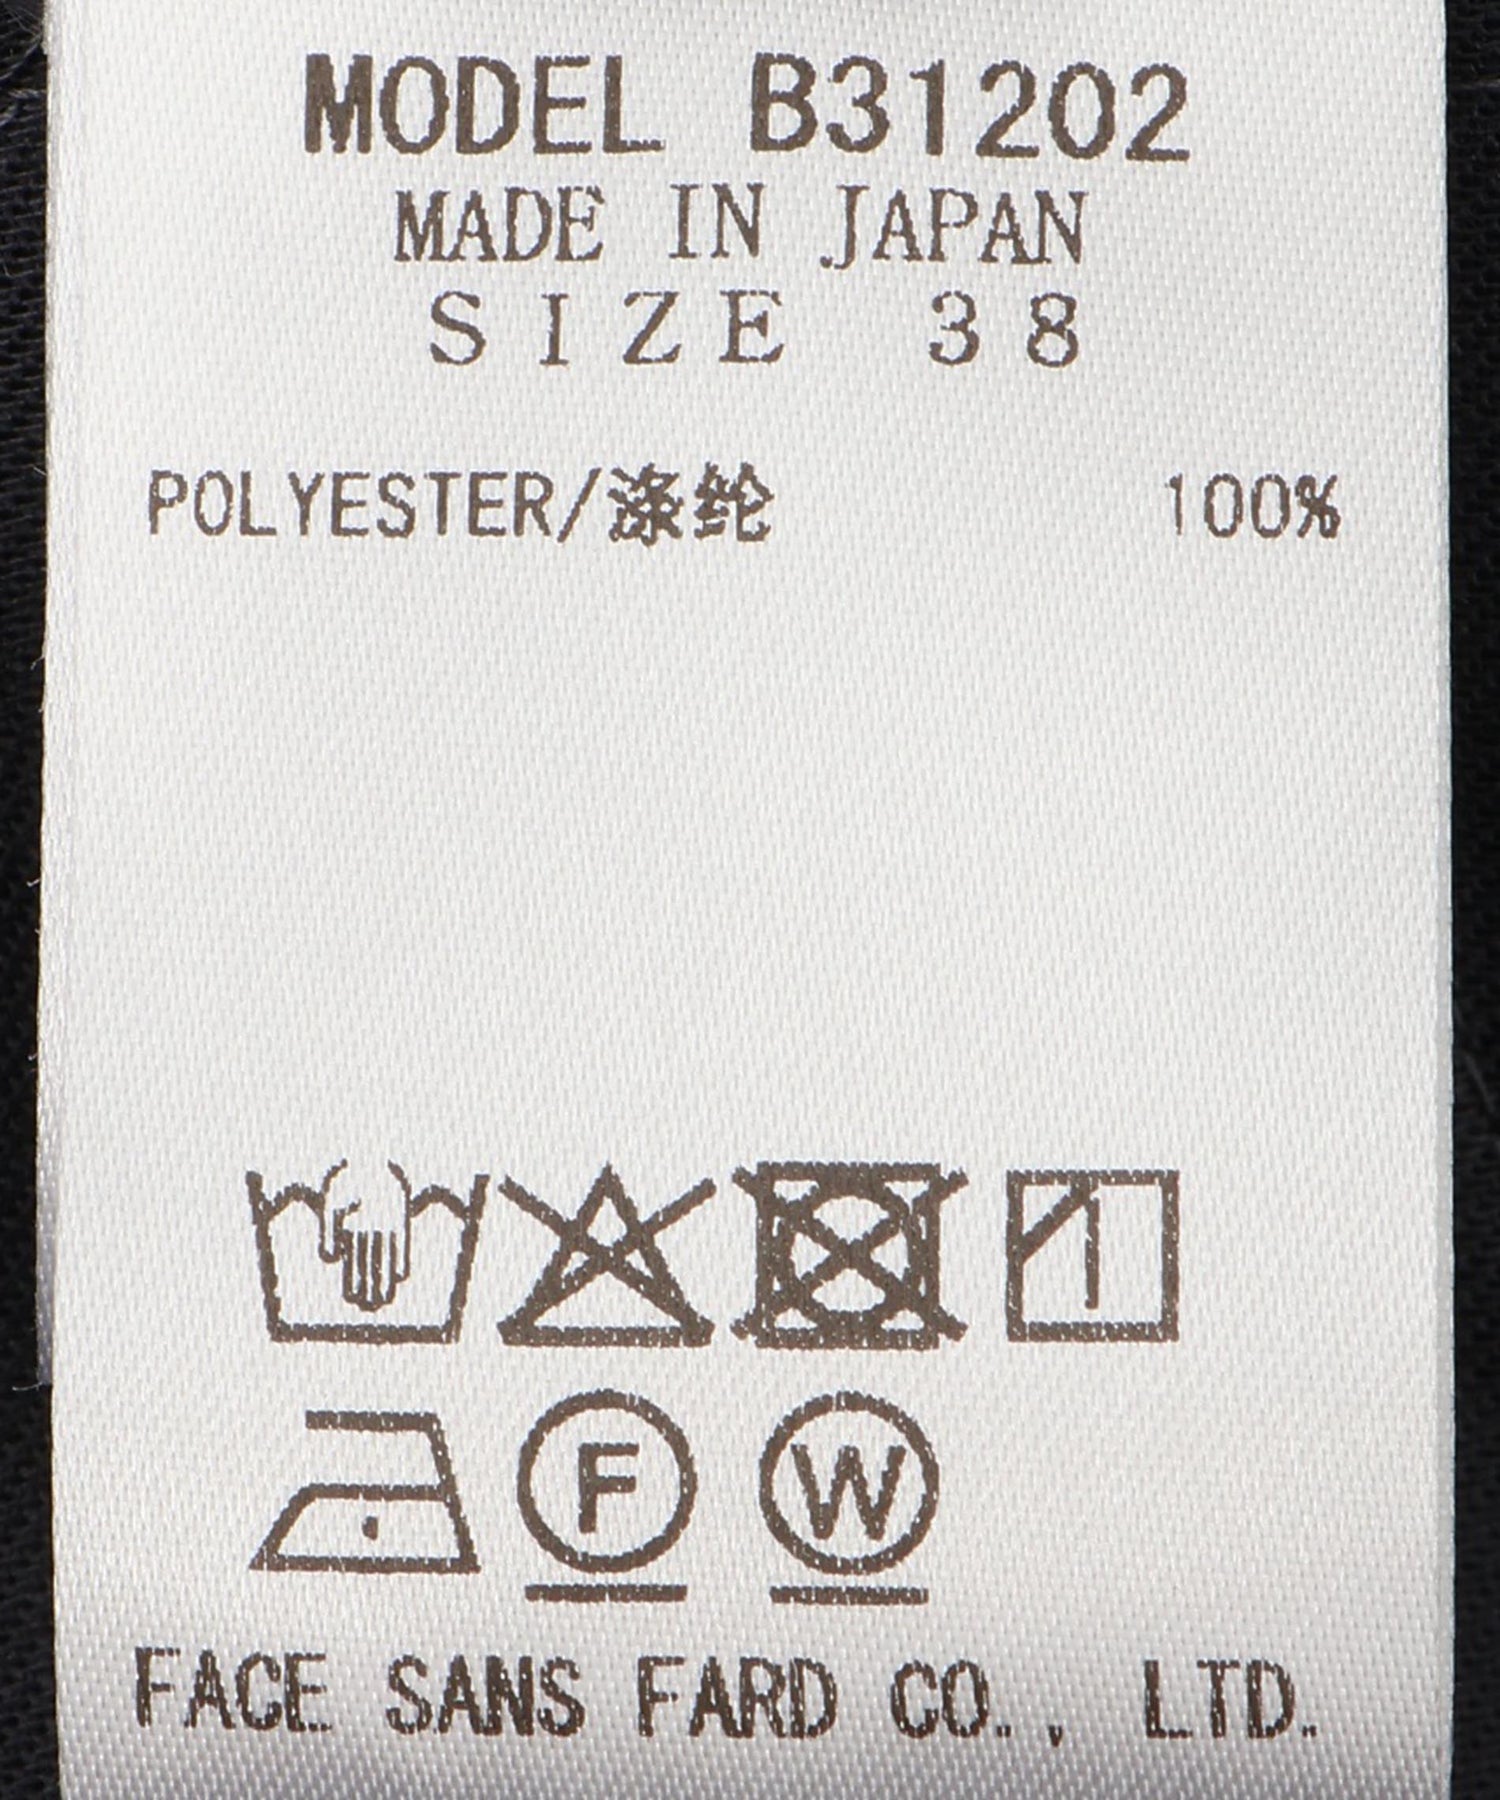 MODEL B31202
MADE IN JAPAN
SIZE 38
POLYESTER/涤纶 100%
F W
FACE SANS FARD CO., LTD.